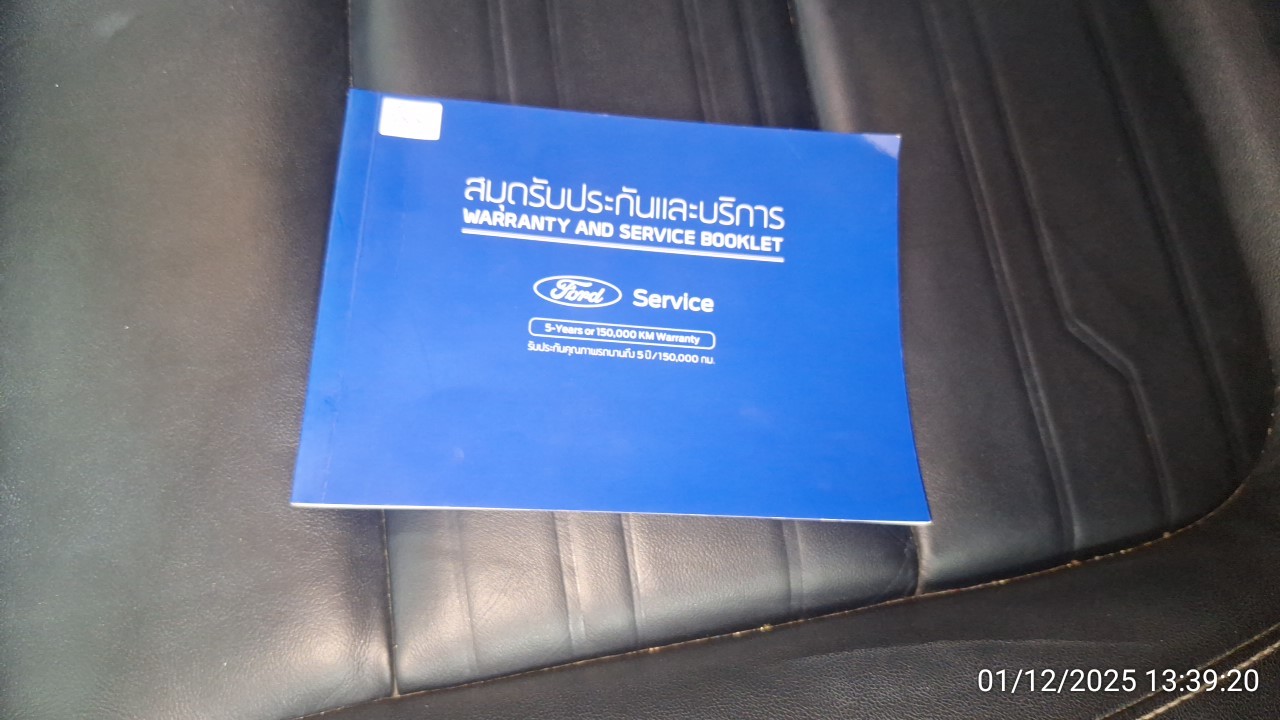 สมุดรับประกันและบริการ
WARRANTY AND SERVICE BOOKLET
Ford Service
5-Years or 150,000 KM Warranty
รับประกันคุณภาพรถนานถึง 5 ปี/150,000 กม.
01/12/2025 13:39:20